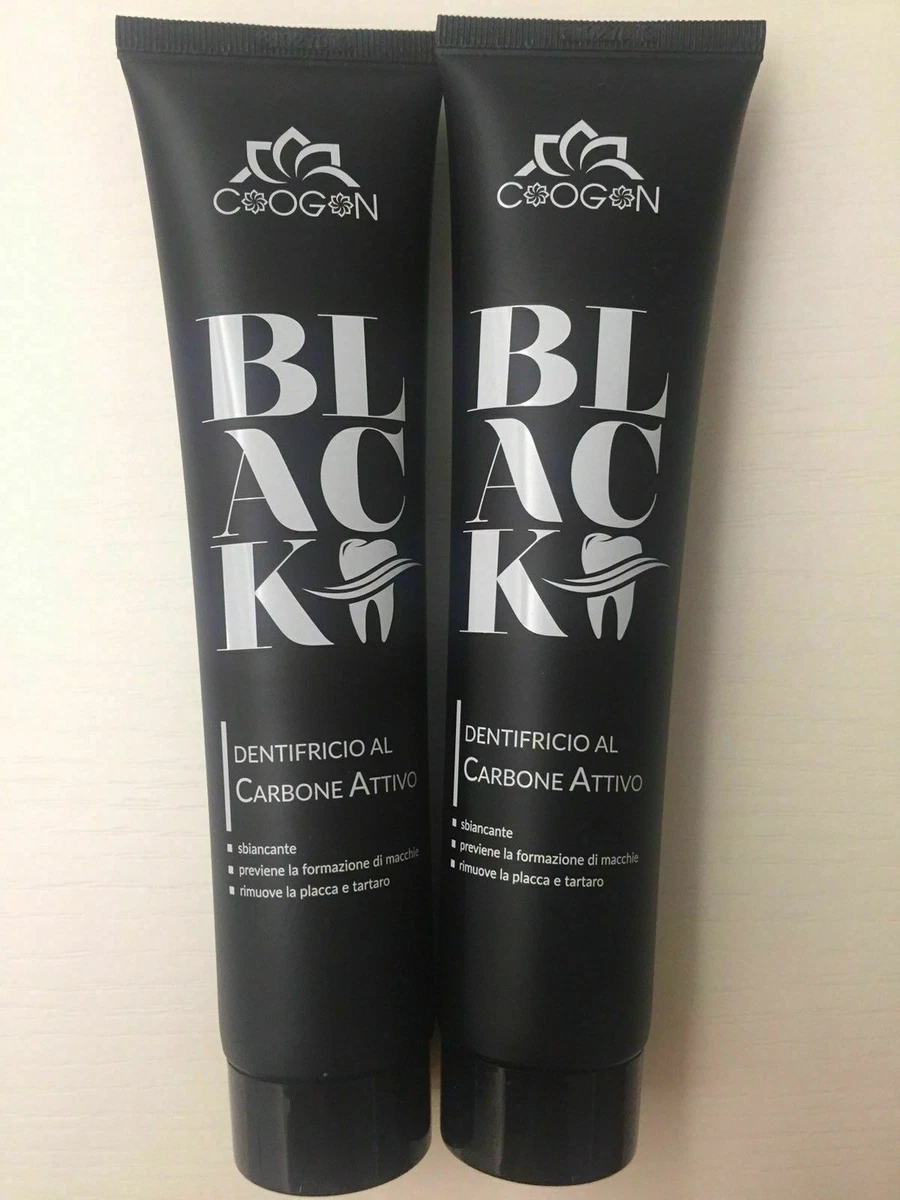 COOGON
BL
AC
K
DENTIFRICIO AL
CARBONE ATTIVO
sbiancante
previene la formazione di macchie
rimuove la placca e tartaro
COOGON
BL
AC
K
DENTIFRICIO AL
CARBONE ATTIVO
sbiancante
previene la formazione di macchie
rimuove la placca e tartaro